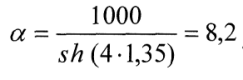 α = 1000 / sh (4·1,35) = 8,2